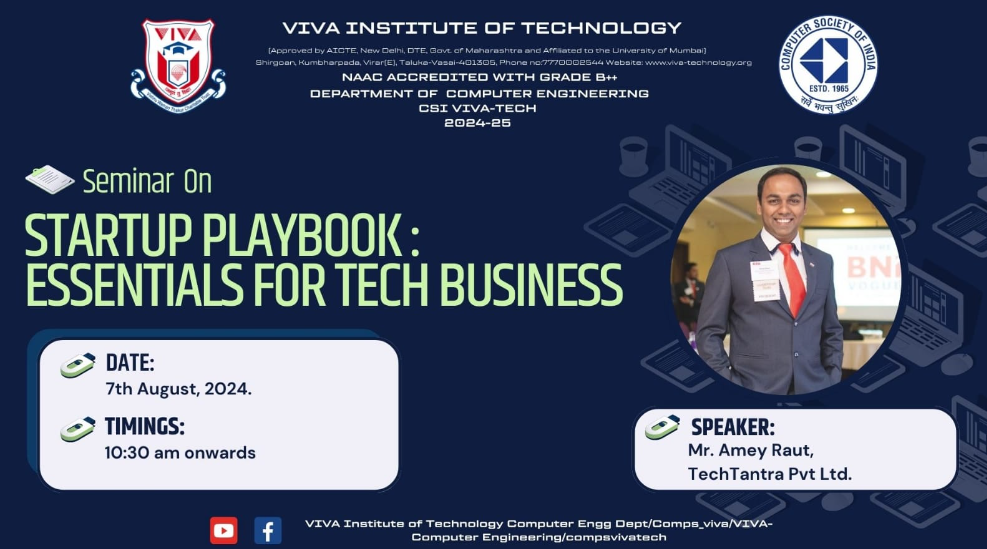 VIVA
VIVA INSTITUTE OF TECHNOLOGY
(Approved by AICTE, New Delhi, DTE, Govt. of Maharashtra and Affiliated to the University of Mumbai)
Shirgoan, Kumbharpada, Virar(E), Taluka-Vasai-401305, Phone no:7770002544 Website: www.viva-technology.org
NAAC ACCREDITED WITH GRADE B++
DEPARTMENT OF COMPUTER ENGINEERING
CSI VIVA-TECH
2024-25
COMPUTER SOCIETY OF INDIA
ESTD. 1965
सर्वे भवन्तु सुखिनः
Seminar On
STARTUP PLAYBOOK :
ESSENTIALS FOR TECH BUSINESS
BNI
DATE:
7th August, 2024.
TIMINGS:
10:30 am onwards
SPEAKER:
Mr. Amey Raut,
TechTantra Pvt Ltd.
VIVA Institute of Technology Computer Engg Dept/Comps_viva/VIVA-
Computer Engineering/compsvivatech